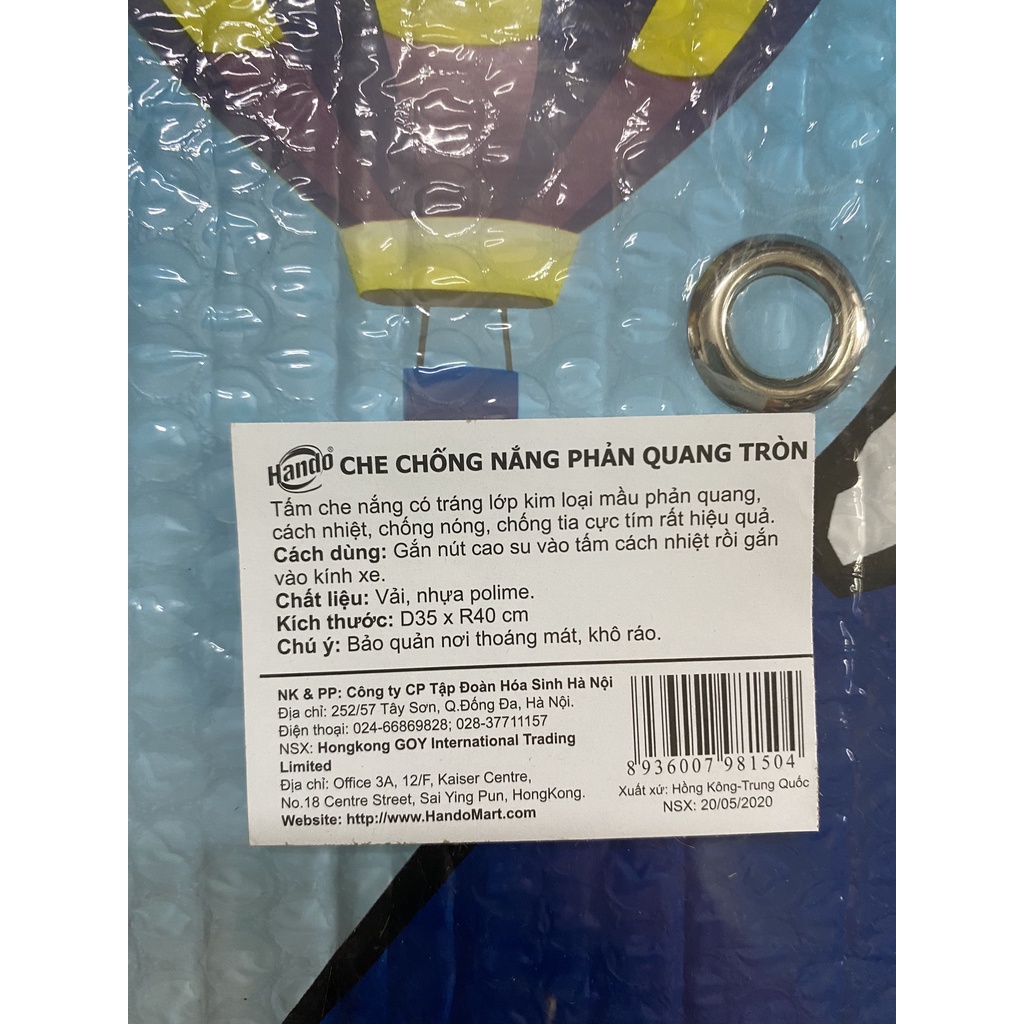 Hando® CHE CHỐNG NẮNG PHẢN QUANG TRÒN
Tấm che nắng có tráng lớp kim loại mầu phản quang,
cách nhiệt, chống nóng, chống tia cực tím rất hiệu quả.
Cách dùng: Gắn nút cao su vào tấm cách nhiệt rồi gắn
vào kính xe.
Chất liệu: Vải, nhựa polime.
Kích thước: D35 x R40 cm
Chú ý: Bảo quản nơi thoáng mát, khô ráo.
NK & PP: Công ty CP Tập Đoàn Hóa Sinh Hà Nội
Địa chỉ: 252/57 Tây Sơn, Q.Đống Đa, Hà Nội.
Điện thoại: 024-66869828; 028-37711157
NSX: Hongkong GOY International Trading
Limited
Địa chỉ: Office 3A, 12/F, Kaiser Centre,
No.18 Centre Street, Sai Ying Pun, HongKong.
Website: http://www.HandoMart.com
8 936007 981504
Xuất xứ: Hồng Kông-Trung Quốc
NSX: 20/05/2020